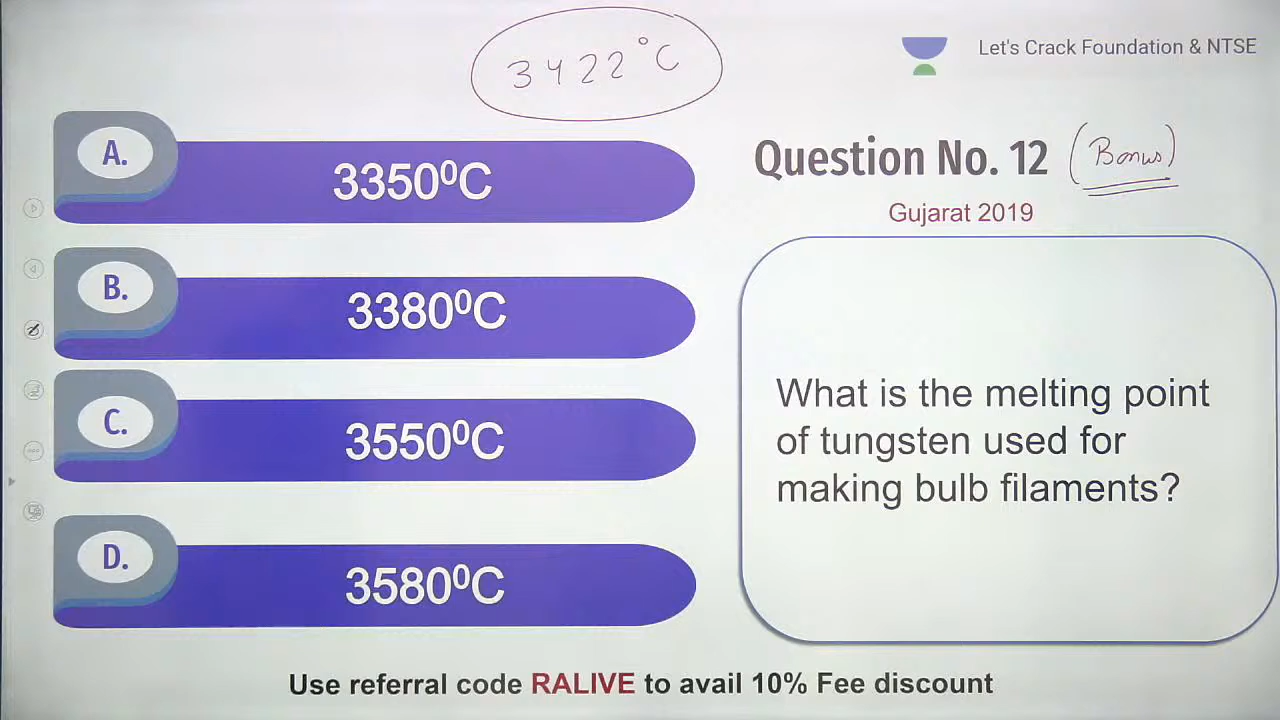 3422°C
Let's Crack Foundation & NTSE
A.
3350⁰C
B.
3380⁰C
C.
3550⁰C
D.
3580⁰C
Question No. 12 (Bonus)
Gujarat 2019
What is the melting point
of tungsten used for
making bulb filaments?
Use referral code RALIVE to avail 10% Fee discount